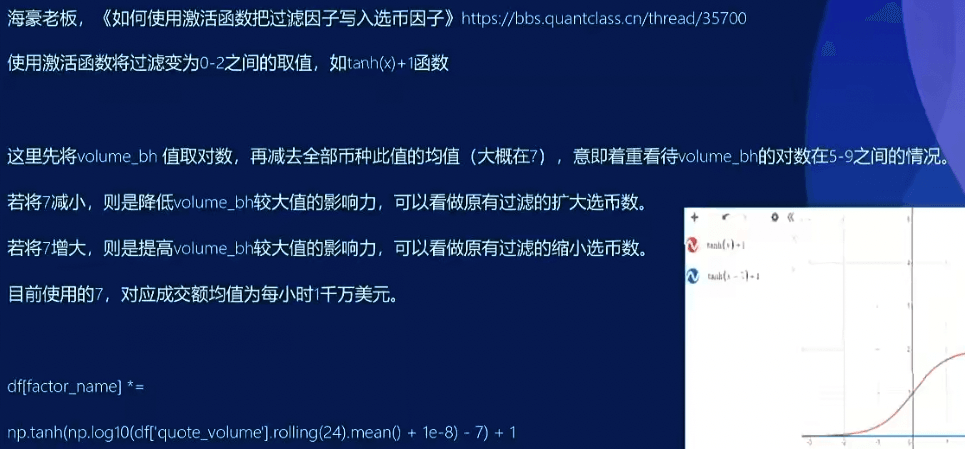 海豪老板，《如何使用激活函数把过滤因子写入选币因子》https://bbs.quantclass.cn/thread/35700
使用激活函数将过滤变为0-2之间的取值，如tanh(x)+1函数
这里先将volume_bh 值取对数，再减去全部币种此值的均值（大概在7），意即着重看待volume_bh的对数在5-9之间的情况。
若将7减小，则是降低volume_bh较大值的影响力，可以看做原有过滤的扩大选币数。
若将7增大，则是提高volume_bh较大值的影响力，可以看做原有过滤的缩小选币数。
目前使用的7，对应成交额均值为每小时1千万美元。
df[factor_name] *=
np.tanh(np.log10(df['quote_volume'].rolling(24).mean() + 1e-8) - 7) + 1
tanh(x)+1
tanh(x-7)+1
-3 -2 -1 0 1